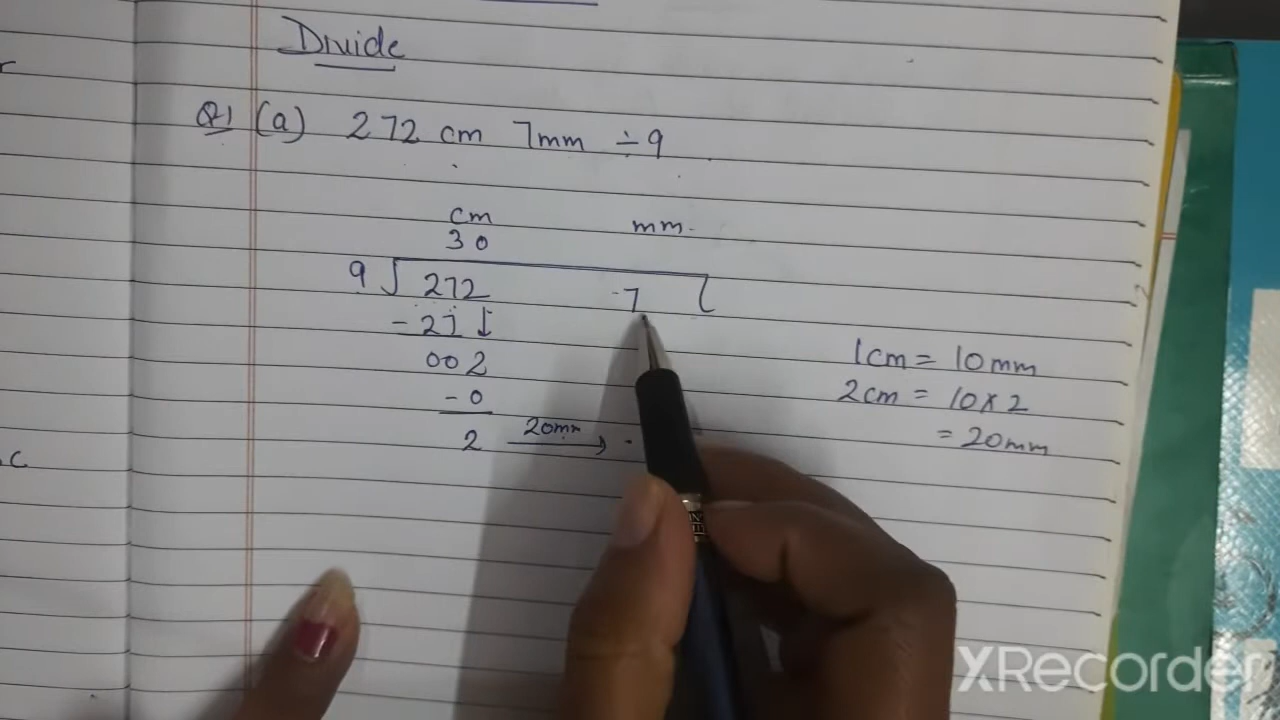 Divide
Q1 (a) 272 cm 7mm ÷9
cm mm.
30
9 272 7
- 27 ↓
002
- 0
2 20mm →
1cm = 10mm
2cm = 10×2
= 20mm
c
XRecorder